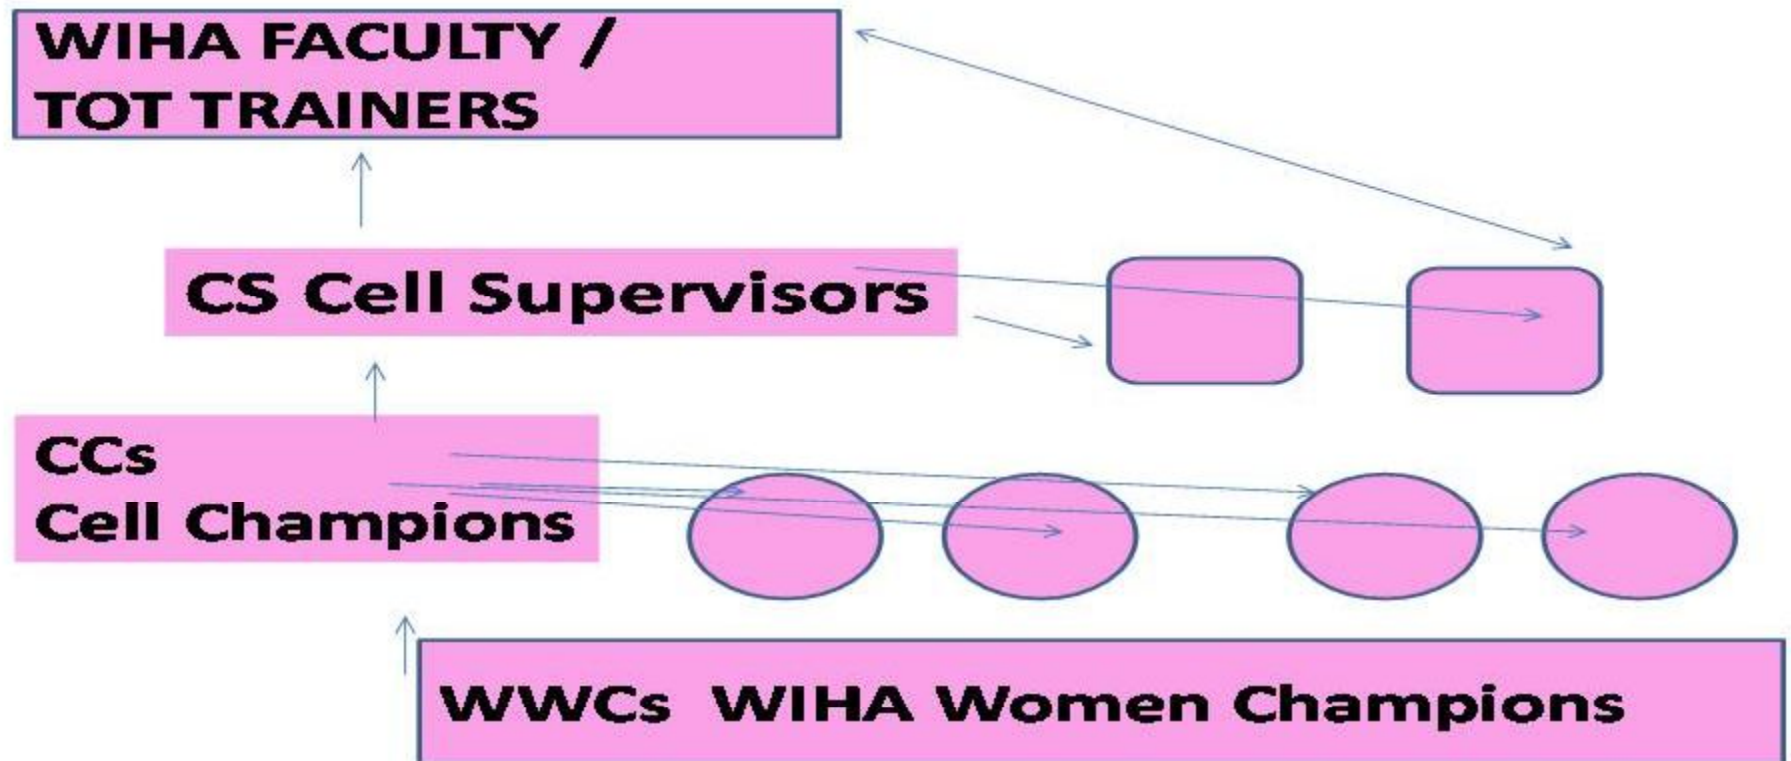 WIHA FACULTY /
TOT TRAINERS
CS Cell Supervisors
CCs
Cell Champions
WWCs  WIHA Women Champions